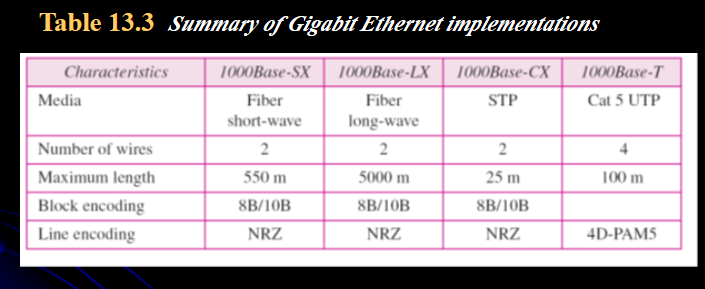 Table 13.3 Summary of Gigabit Ethernet implementations
Characteristics 1000Base-SX 1000Base-LX 1000Base-CX 1000Base-T
Media Fiber short-wave Fiber long-wave STP Cat 5 UTP
Number of wires 2 2 2 4
Maximum length 550 m 5000 m 25 m 100 m
Block encoding 8B/10B 8B/10B 8B/10B
Line encoding NRZ NRZ NRZ 4D-PAM5